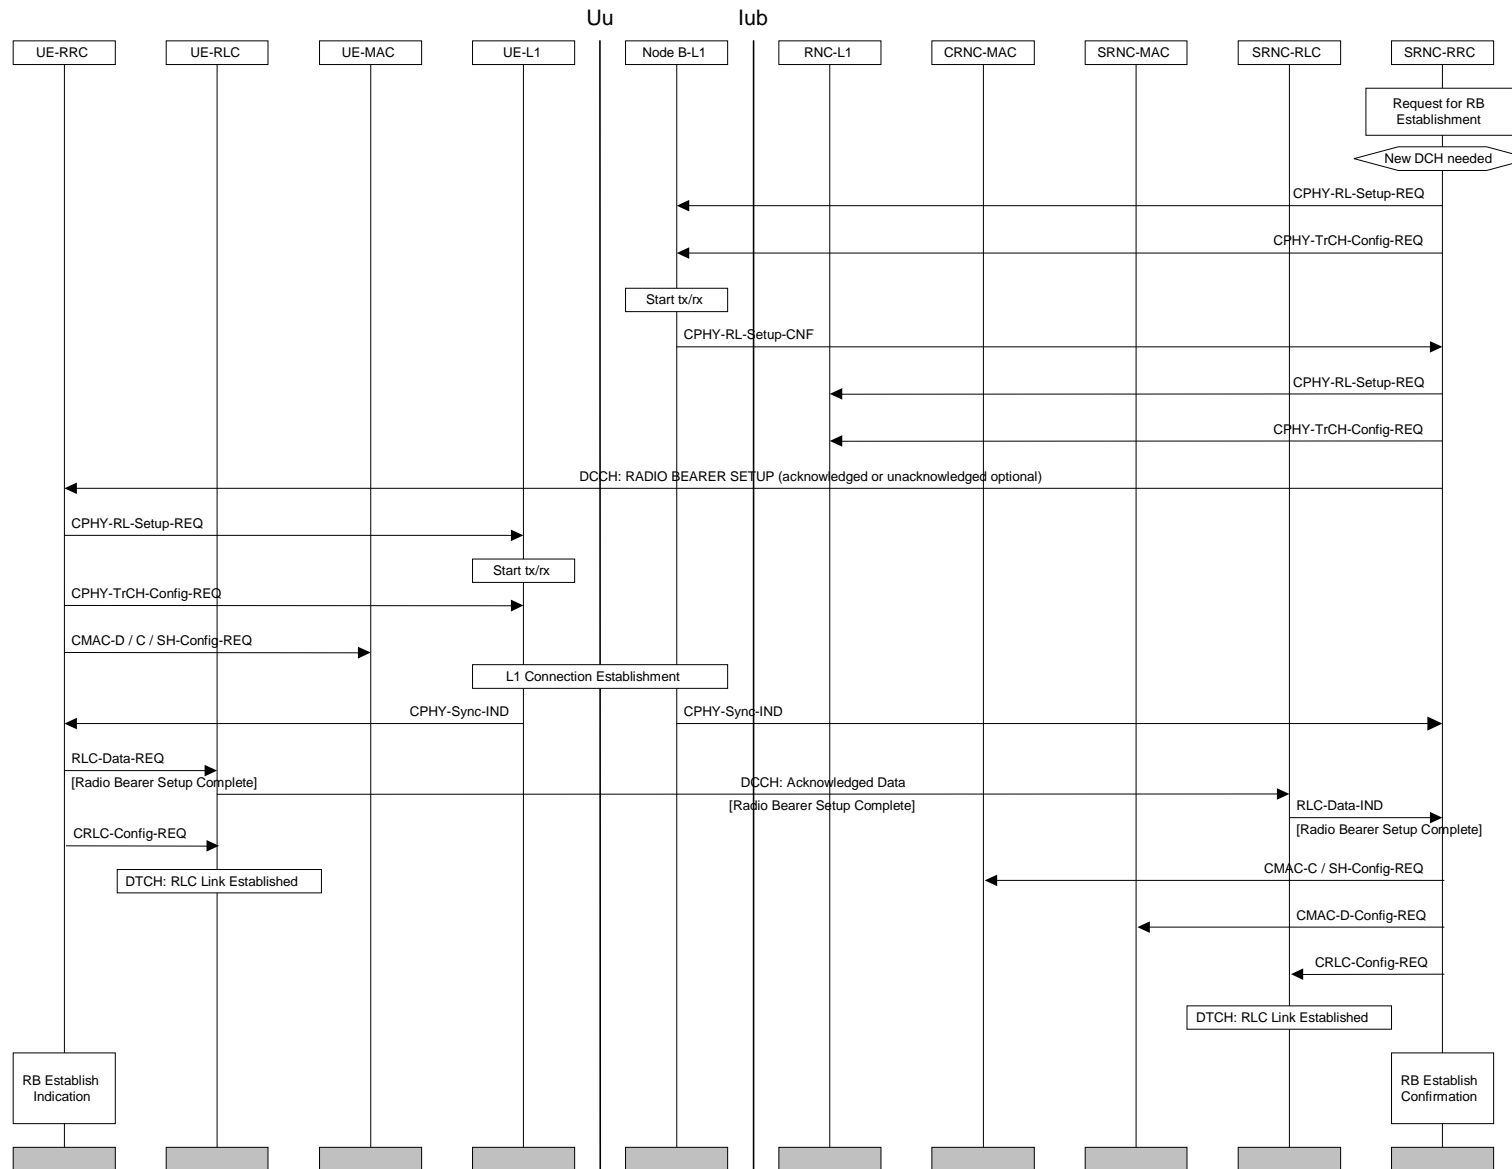 Uu
Iub
UE-RRC
UE-RLC
UE-MAC
UE-L1
Node B-L1
RNC-L1
CRNC-MAC
SRNC-MAC
SRNC-RLC
SRNC-RRC
Request for RB
Establishment
New DCH needed
CPHY-RL-Setup-REQ
CPHY-TrCH-Config-REQ
Start tx/rx
CPHY-RL-Setup-CNF
CPHY-RL-Setup-REQ
CPHY-TrCH-Config-REQ
DCCH: RADIO BEARER SETUP (acknowledged or unacknowledged optional)
CPHY-RL-Setup-REQ
Start tx/rx
CPHY-TrCH-Config-REQ
CMAC-D / C / SH-Config-REQ
L1 Connection Establishment
CPHY-Sync-IND
CPHY-Sync-IND
RLC-Data-REQ
[Radio Bearer Setup Complete]
DCCH: Acknowledged Data
[Radio Bearer Setup Complete]
RLC-Data-IND
[Radio Bearer Setup Complete]
CRLC-Config-REQ
DTCH: RLC Link Established
CMAC-C / SH-Config-REQ
CMAC-D-Config-REQ
CRLC-Config-REQ
DTCH: RLC Link Established
RB Establish
Indication
RB Establish
Confirmation